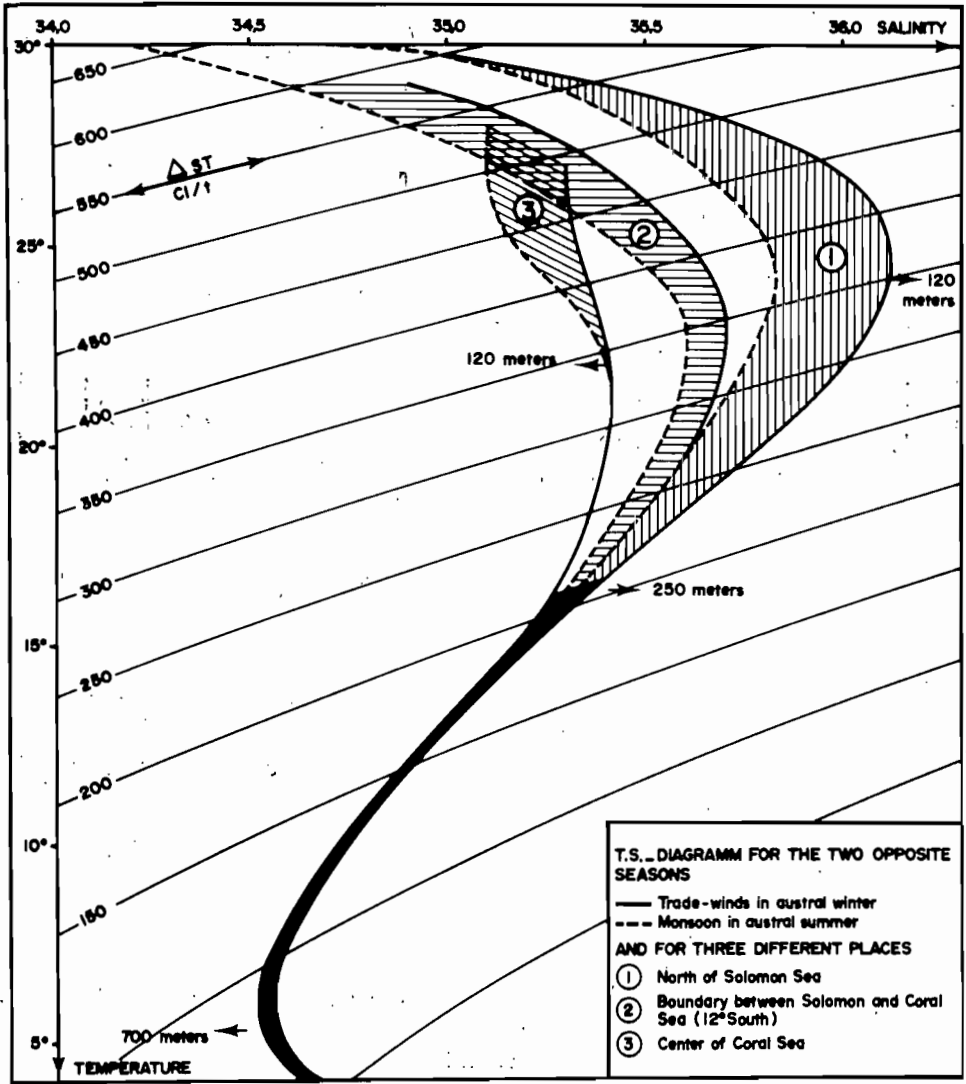 34,0 34,5 35,0 35,5 36,0 SALINITY
30°
650
600
Δ ST
Cl/t
550
η
3
2
25°
1
500
120
meters
450
120 meters
400
20°
350
300
250 meters
15°
250
200
10°
150
700 meters
5°
TEMPERATURE
T.S._DIAGRAMM FOR THE TWO OPPOSITE
SEASONS
Trade-winds in austral winter
Monsoon in austral summer
AND FOR THREE DIFFERENT PLACES
1 North of Solomon Sea
2 Boundary between Solomon and Coral
Sea (12° South)
3 Center of Coral Sea